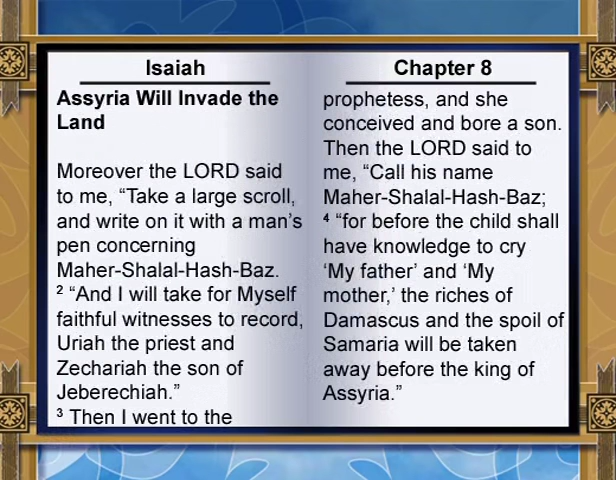 Isaiah
Assyria Will Invade the
Land
Moreover the LORD said
to me, “Take a large scroll,
and write on it with a man’s
pen concerning
Maher-Shalal-Hash-Baz.
² “And I will take for Myself
faithful witnesses to record,
Uriah the priest and
Zechariah the son of
Jeberechiah.”
³ Then I went to the
Chapter 8
prophetess, and she
conceived and bore a son.
Then the LORD said to
me, “Call his name
Maher-Shalal-Hash-Baz;
⁴ “for before the child shall
have knowledge to cry
‘My father’ and ‘My
mother,’ the riches of
Damascus and the spoil of
Samaria will be taken
away before the king of
Assyria.”